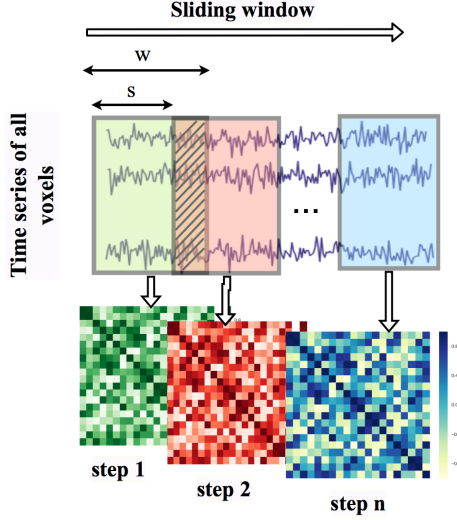 Sliding window
w
s
Time series of all
voxels
...
step 1
step 2
step n